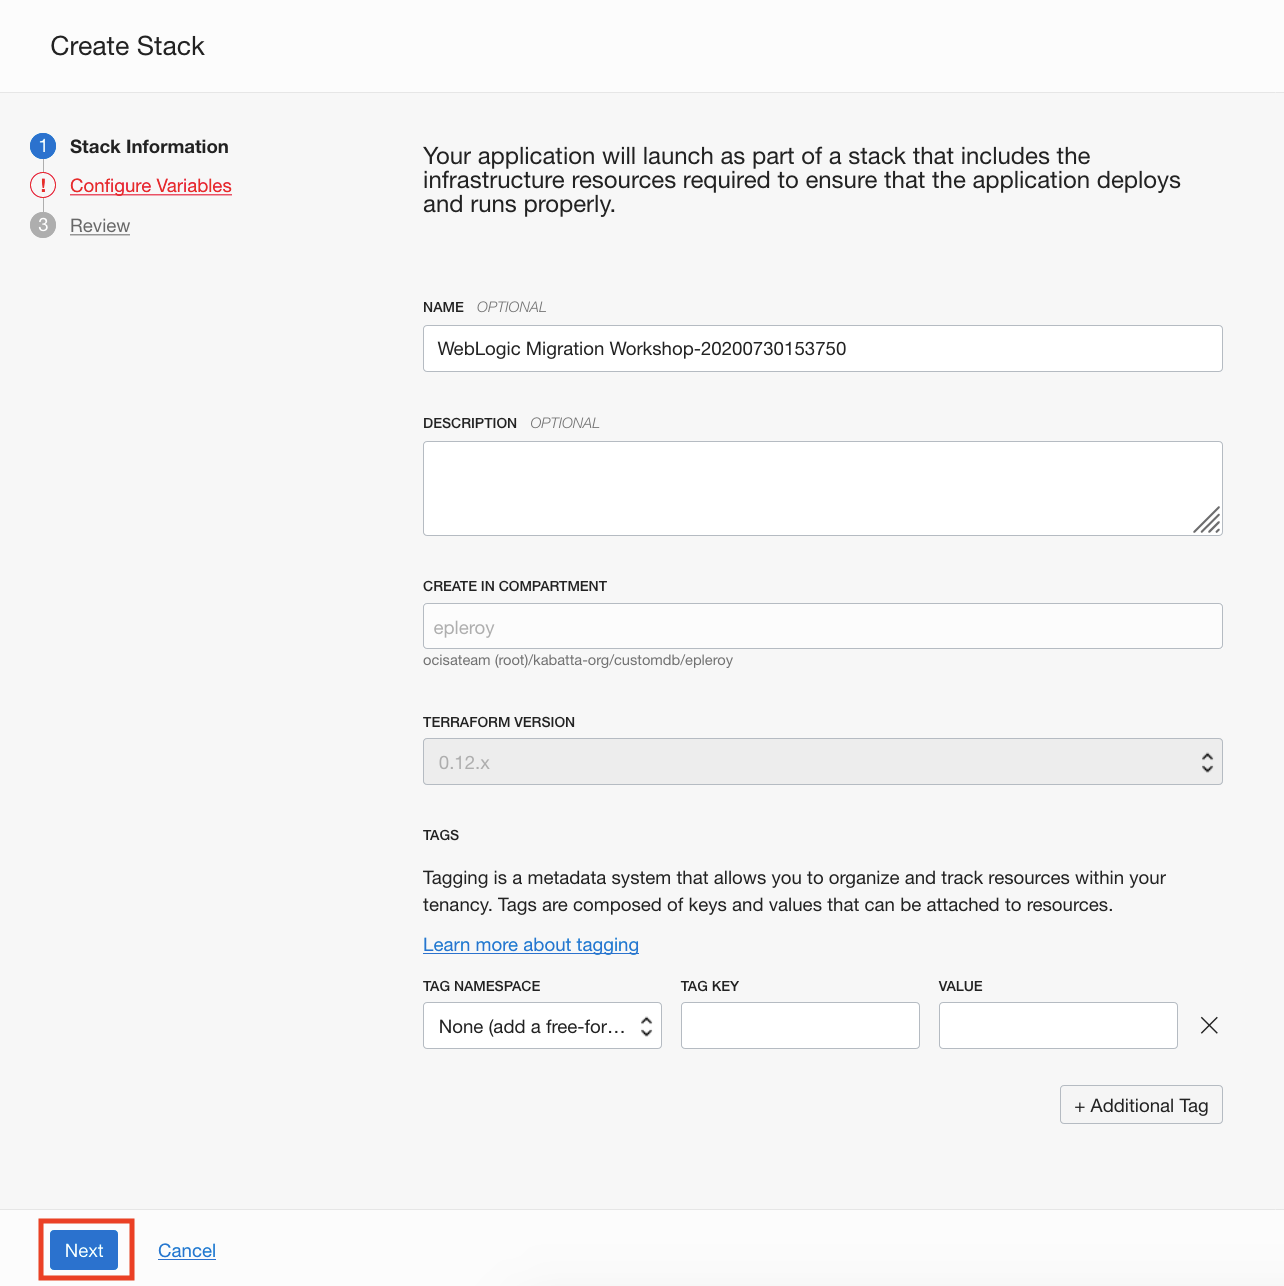 Create Stack
1 Stack Information
! Configure Variables
3 Review
Your application will launch as part of a stack that includes the
infrastructure resources required to ensure that the application deploys
and runs properly.
NAME OPTIONAL
WebLogic Migration Workshop-20200730153750
DESCRIPTION OPTIONAL
CREATE IN COMPARTMENT
epleroy
ocisateam (root)/kabatta-org/customdb/epleroy
TERRAFORM VERSION
0.12.x
TAGS
Tagging is a metadata system that allows you to organize and track resources within your
tenancy. Tags are composed of keys and values that can be attached to resources.
Learn more about tagging
TAG NAMESPACE TAG KEY VALUE
None (add a free-for...
+ Additional Tag
Next Cancel